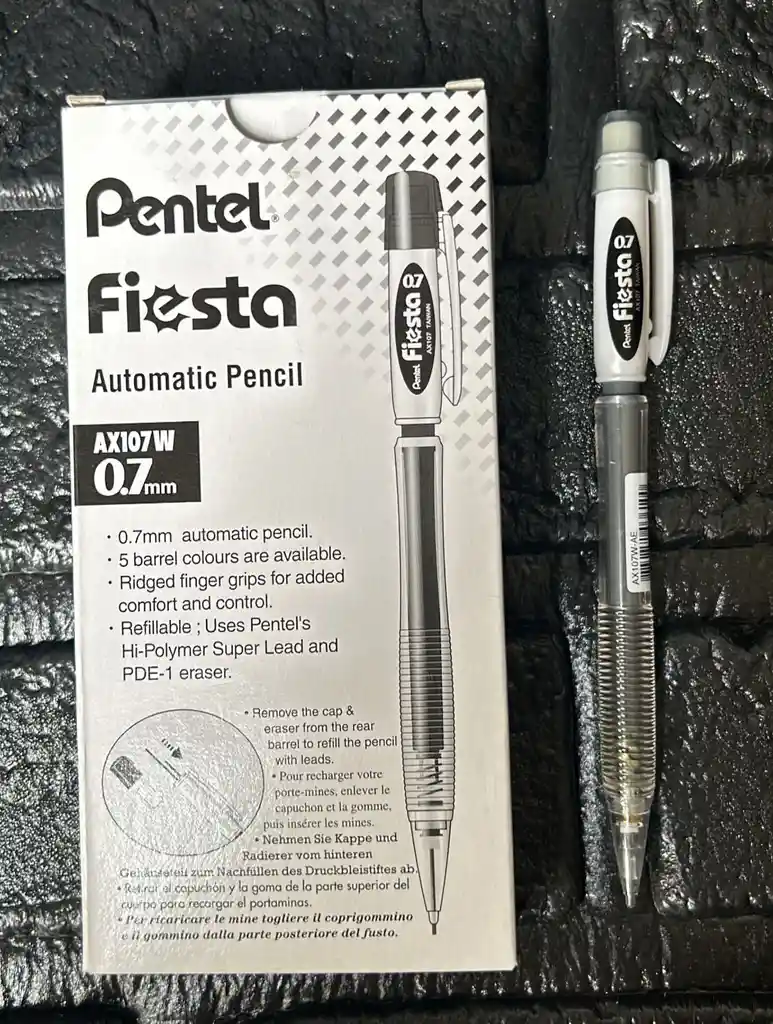 Pentel®
Fiesta
Automatic Pencil
AX107W
0.7mm
· 0.7mm automatic pencil.
· 5 barrel colours are available.
· Ridged finger grips for added
comfort and control.
· Refillable ; Uses Pentel's
Hi-Polymer Super Lead and
PDE-1 eraser.
• Remove the cap &
eraser from the rear
barrel to refill the pencil
with leads.
• Pour recharger votre
porte-mines, enlever le
capuchon et la gomme,
puis insérer les mines.
• Nehmen Sie Kappe und
Radierer vom hinteren
Gehäuseteil zum Nachfüllen des Druckbleistiftes ab.
• Retirar el capuchón y la goma de la parte superior del
cuerpo para recargar el portaminas.
• Per ricaricare le mine togliere il coprigommino
e il gommino dalla parte posteriore del fusto.
Pentel Fiesta 0.7
AX107 TAIWAN
Pentel Fiesta 0.7
AX107 TAIWAN
AX107W-AE